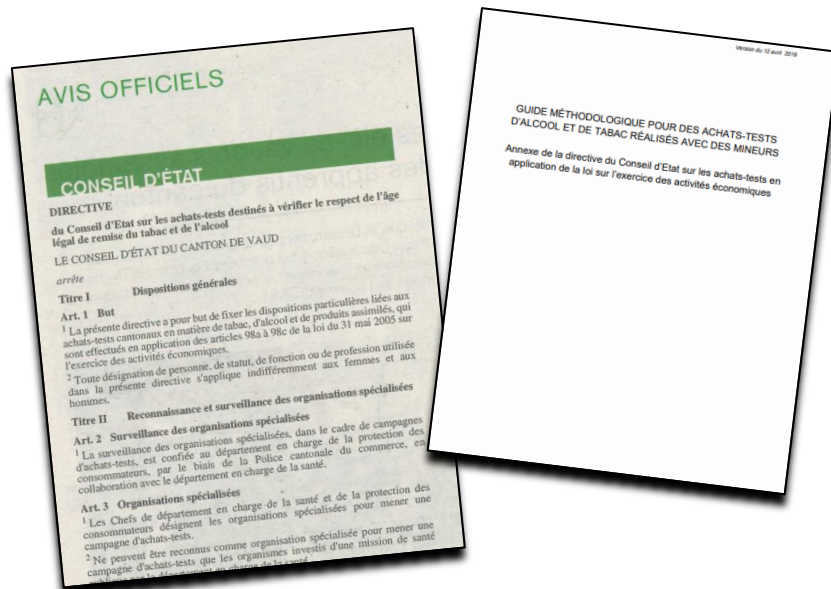 AVIS OFFICIELS
CONSEIL D'ÉTAT
DIRECTIVE
du Conseil d'Etat sur les achats-tests destinés à vérifier le respect de l'âge
légal de remise du tabac et de l'alcool
LE CONSEIL D'ÉTAT DU CANTON DE VAUD
arrête
Titre I Dispositions générales
Art. 1 But
1 La présente directive a pour but de fixer les dispositions particulières liées aux
achats-tests cantonaux en matière de tabac, d'alcool et de produits assimilés, qui
sont effectués en application des articles 98a à 98c de la loi du 31 mai 2005 sur
l'exercice des activités économiques.
2 Toute désignation de personne, de statut, de fonction ou de profession utilisée
dans la présente directive s'applique indifféremment aux femmes et aux
hommes.
Titre II Reconnaissance et surveillance des organisations spécialisées
Art. 2 Surveillance des organisations spécialisées
1 La surveillance des organisations spécialisées, dans le cadre de campagnes
d'achats-tests, est confiée au département en charge de la protection des
consommateurs, par le biais de la Police cantonale du commerce, en
collaboration avec le département en charge de la santé.
Art. 3 Organisations spécialisées
1 Les Chefs de département en charge de la santé et de la protection des
consommateurs désignent les organisations spécialisées pour mener une
campagne d'achats-tests.
2 Ne peuvent être reconnus comme organisation spécialisée pour mener une
campagne d'achats-tests que les organismes investis d'une mission de santé
Version du 12 avril 2019
GUIDE MÉTHODOLOGIQUE POUR DES ACHATS-TESTS
D'ALCOOL ET DE TABAC RÉALISÉS AVEC DES MINEURS
Annexe de la directive du Conseil d'Etat sur les achats-tests en
application de la loi sur l'exercice des activités économiques